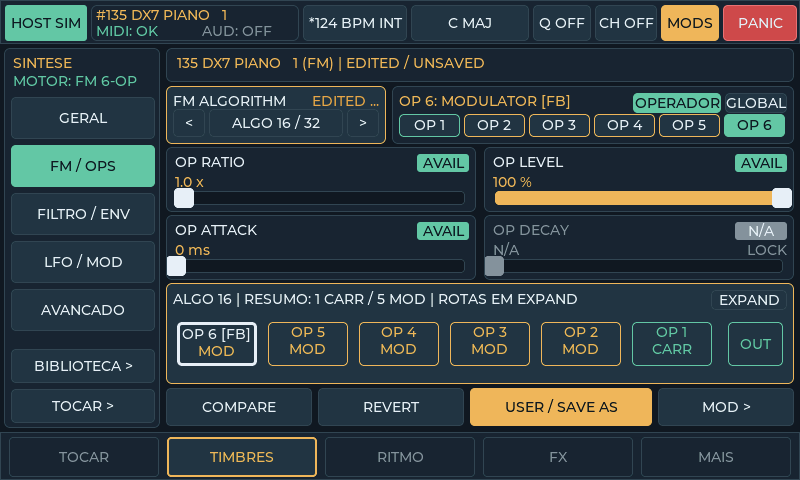 HOST SIM
#135 DX7 PIANO 1
MIDI: OK AUD: OFF
*124 BPM INT
C MAJ
Q OFF
CH OFF
MODS
PANIC
SINTESE
MOTOR: FM 6-OP
GERAL
FM / OPS
FILTRO / ENV
LFO / MOD
AVANCADO
BIBLIOTECA >
TOCAR >
135 DX7 PIANO 1 (FM) | EDITED / UNSAVED
FM ALGORITHM EDITED ...
< ALGO 16 / 32 >
OP 6: MODULATOR [FB] OPERADOR GLOBAL
OP 1 OP 2 OP 3 OP 4 OP 5 OP 6
OP RATIO AVAIL
1.0 x
OP LEVEL AVAIL
100 %
OP ATTACK AVAIL
0 ms
OP DECAY N/A
N/A LOCK
ALGO 16 | RESUMO: 1 CARR / 5 MOD | ROTAS EM EXPAND EXPAND
OP 6 [FB]
MOD
OP 5
MOD
OP 4
MOD
OP 3
MOD
OP 2
MOD
OP 1
CARR
OUT
COMPARE
REVERT
USER / SAVE AS
MOD >
TOCAR
TIMBRES
RITMO
FX
MAIS